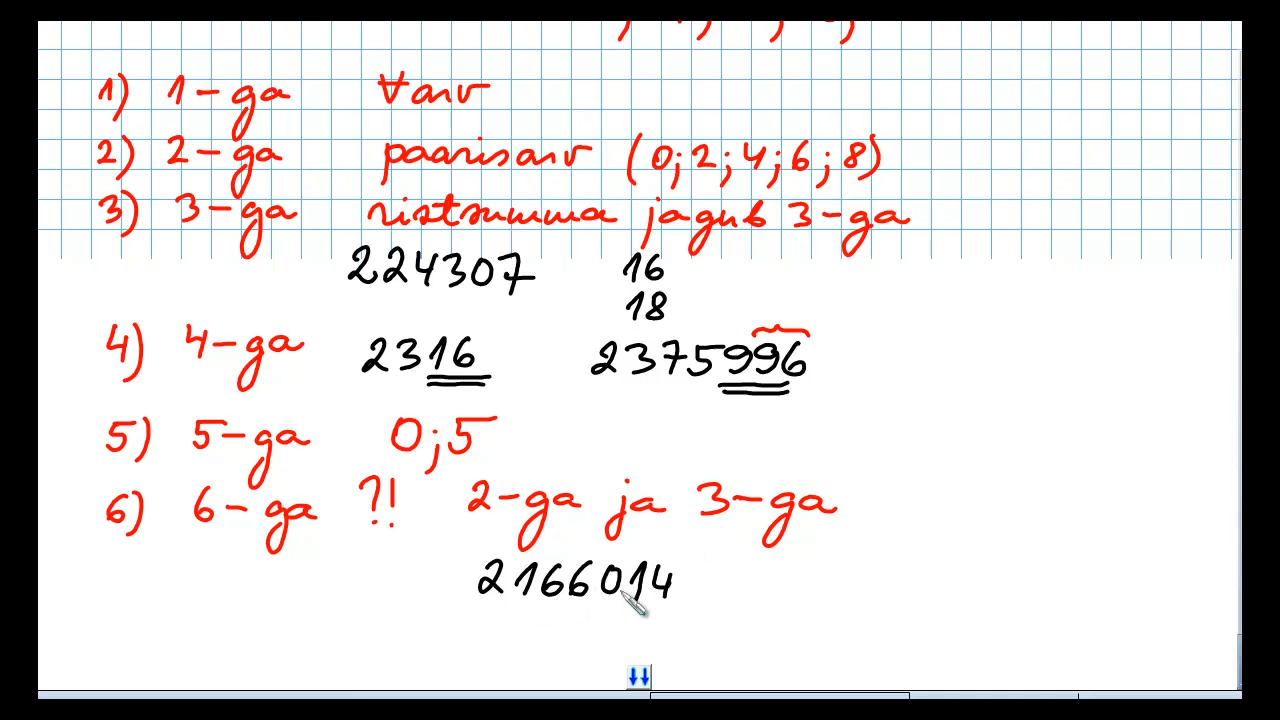 1) 1-ga ∀arv
2) 2-ga paarisarv (0; 2; 4; 6; 8)
3) 3-ga ristsumma jagub 3-ga
224307 16
18
4) 4-ga 2316 2375996
5) 5-ga 0;5
6) 6-ga ?! 2-ga ja 3-ga
2166014